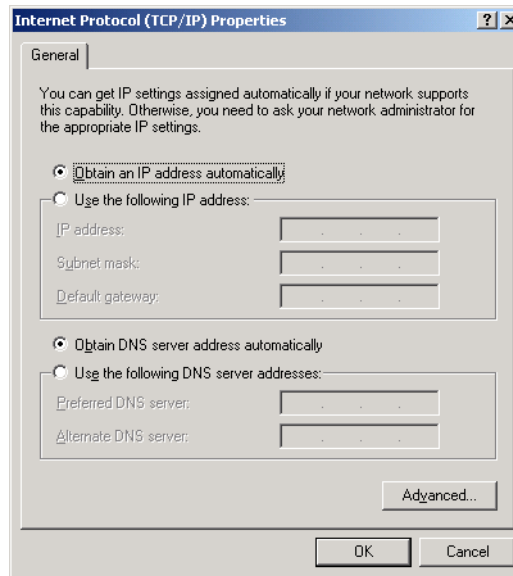 Internet Protocol (TCP/IP) Properties
General
You can get IP settings assigned automatically if your network supports
this capability. Otherwise, you need to ask your network administrator for
the appropriate IP settings.
Obtain an IP address automatically
Use the following IP address:
IP address:
Subnet mask:
Default gateway:
Obtain DNS server address automatically
Use the following DNS server addresses:
Preferred DNS server:
Alternate DNS server:
Advanced...
OK
Cancel